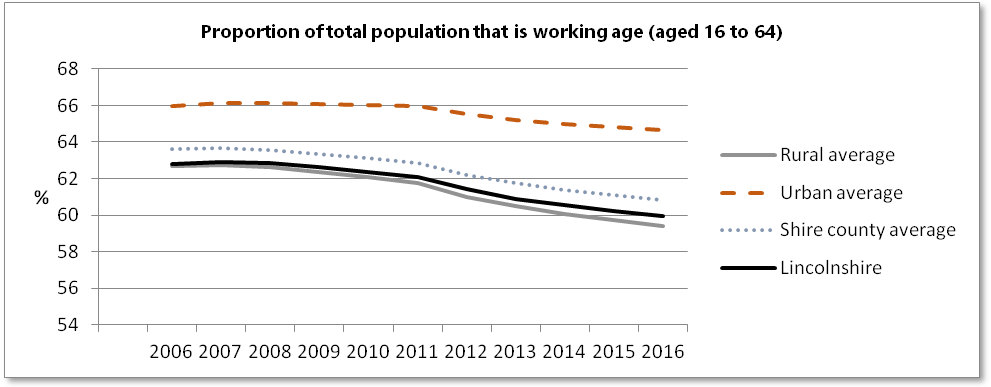 Proportion of total population that is working age (aged 16 to 64)
68
66
64
62
60
58
56
54
%
2006 2007 2008 2009 2010 2011 2012 2013 2014 2015 2016
Rural average
Urban average
Shire county average
Lincolnshire